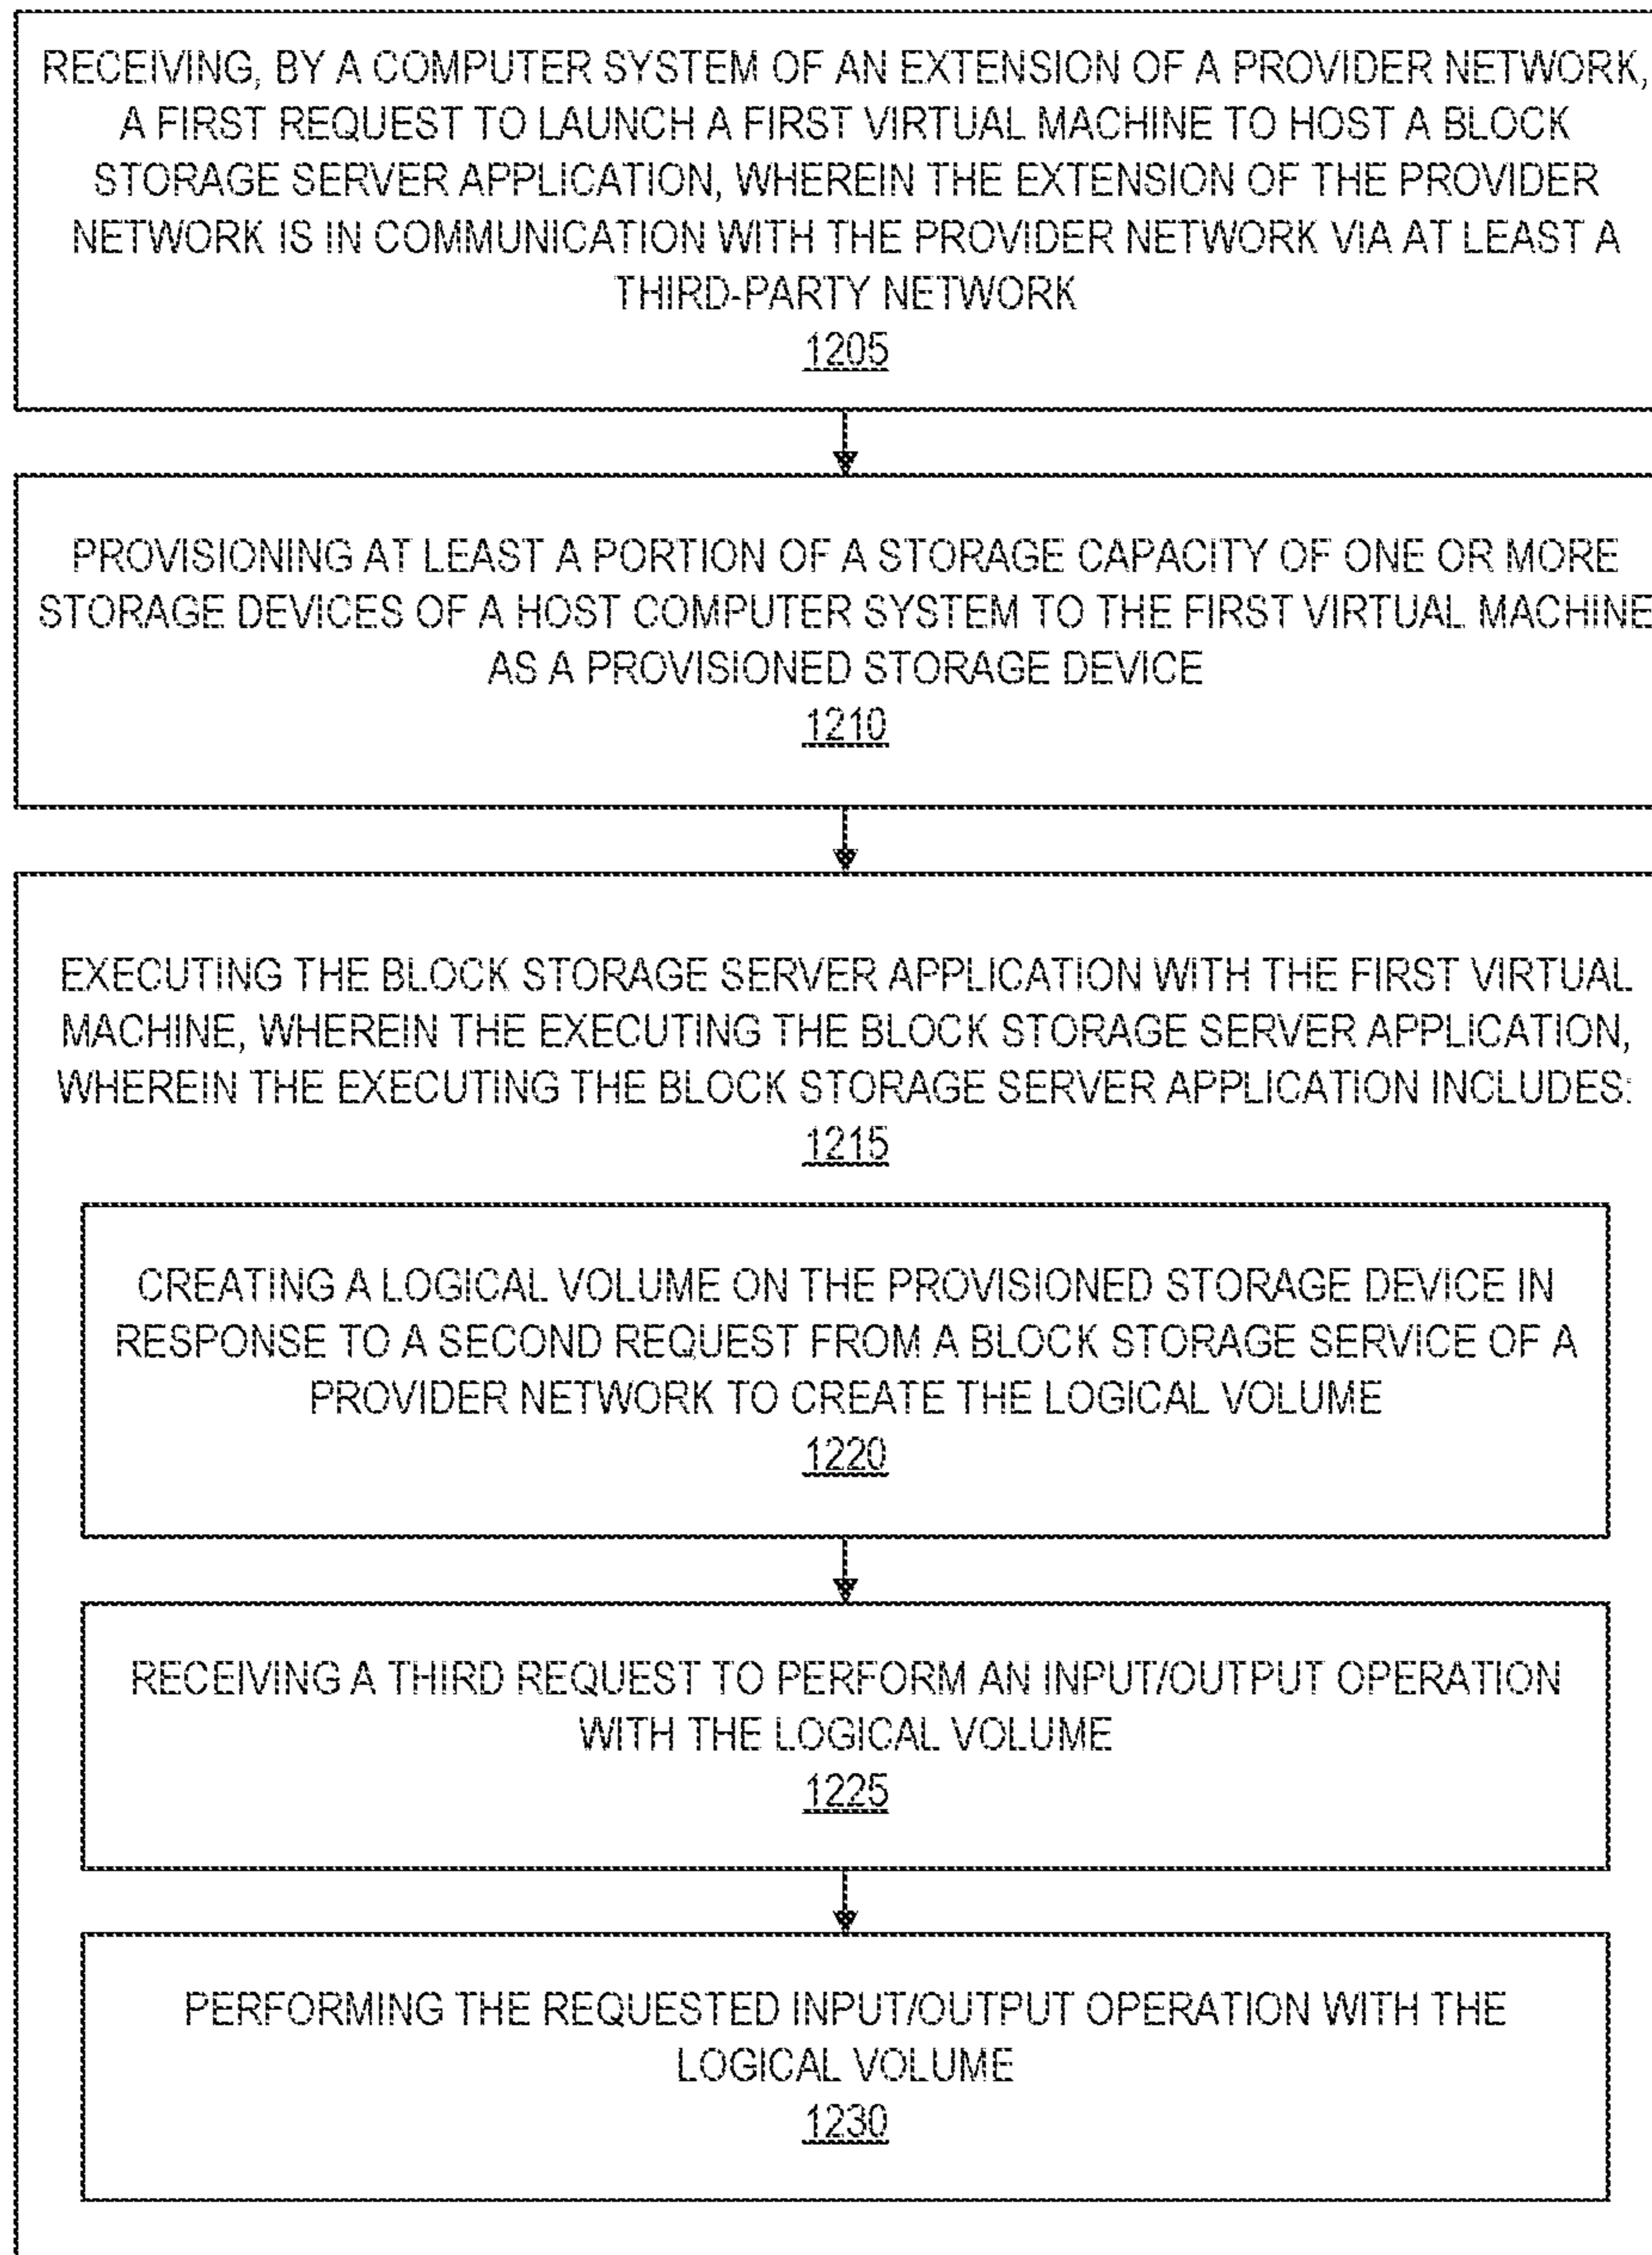 RECEIVING, BY A COMPUTER SYSTEM OF AN EXTENSION OF A PROVIDER NETWORK,
A FIRST REQUEST TO LAUNCH A FIRST VIRTUAL MACHINE TO HOST A BLOCK
STORAGE SERVER APPLICATION, WHEREIN THE EXTENSION OF THE PROVIDER
NETWORK IS IN COMMUNICATION WITH THE PROVIDER NETWORK VIA AT LEAST A
THIRD-PARTY NETWORK
1205
PROVISIONING AT LEAST A PORTION OF A STORAGE CAPACITY OF ONE OR MORE
STORAGE DEVICES OF A HOST COMPUTER SYSTEM TO THE FIRST VIRTUAL MACHINE
AS A PROVISIONED STORAGE DEVICE
1210
EXECUTING THE BLOCK STORAGE SERVER APPLICATION WITH THE FIRST VIRTUAL
MACHINE, WHEREIN THE EXECUTING THE BLOCK STORAGE SERVER APPLICATION,
WHEREIN THE EXECUTING THE BLOCK STORAGE SERVER APPLICATION INCLUDES:
1215
CREATING A LOGICAL VOLUME ON THE PROVISIONED STORAGE DEVICE IN
RESPONSE TO A SECOND REQUEST FROM A BLOCK STORAGE SERVICE OF A
PROVIDER NETWORK TO CREATE THE LOGICAL VOLUME
1220
RECEIVING A THIRD REQUEST TO PERFORM AN INPUT/OUTPUT OPERATION
WITH THE LOGICAL VOLUME
1225
PERFORMING THE REQUESTED INPUT/OUTPUT OPERATION WITH THE
LOGICAL VOLUME
1230